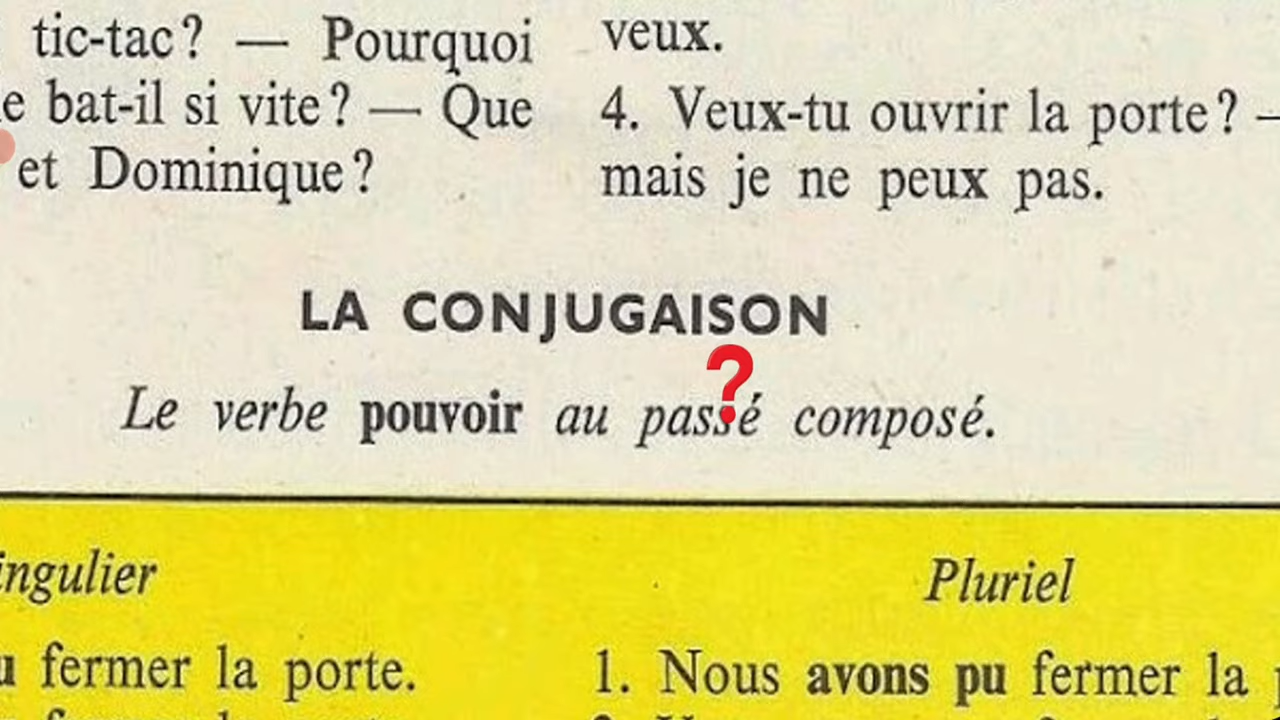 tic-tac? — Pourquoi
bat-il si vite? — Que
et Dominique?
veux.
4. Veux-tu ouvrir la porte? —
mais je ne peux pas.
LA CONJUGAISON
?
Le verbe pouvoir au passé composé.
Pluriel
fermer la porte.
1. Nous avons pu fermer la